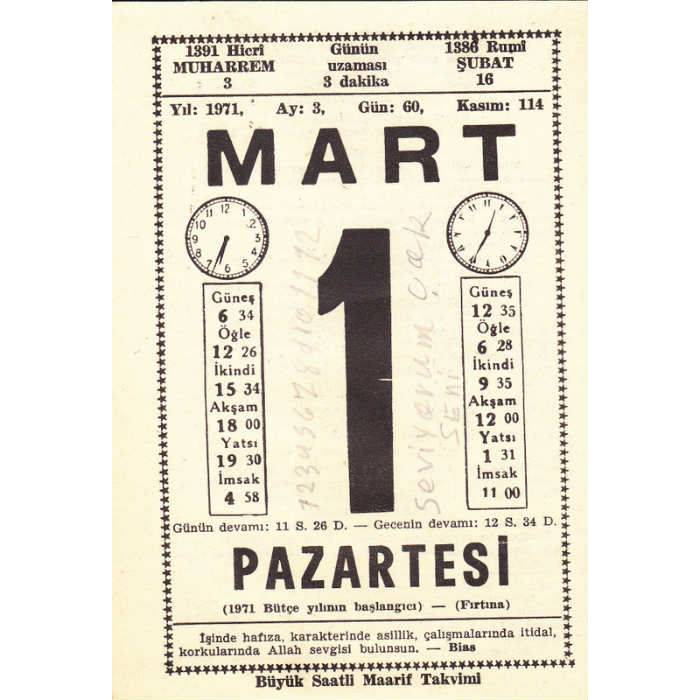 1391 Hicrî
MUHARREM
3
Günün
uzaması
3 dakika
1386 Rumî
ŞUBAT
16
Yıl: 1971, Ay: 3, Gün: 60, Kasım: 114
MART
1
Güneş
6 34
Öğle
12 26
İkindi
15 34
Akşam
18 00
Yatsı
19 30
İmsak
4 58
Güneş
12 35
Öğle
6 28
İkindi
9 35
Akşam
12 00
Yatsı
1 31
İmsak
11 00
seviyorum çok
SENİ
Günün devamı: 11 S. 26 D. — Gecenin devamı: 12 S. 34 D.
PAZARTESİ
(1971 Bütçe yılının başlangıcı) — (Fırtına)
İşinde hafıza, karakterinde asillik, çalışmalarında itidal,
korkularında Allah sevgisi bulunsun. — Bias
Büyük Saatli Maarif Takvimi